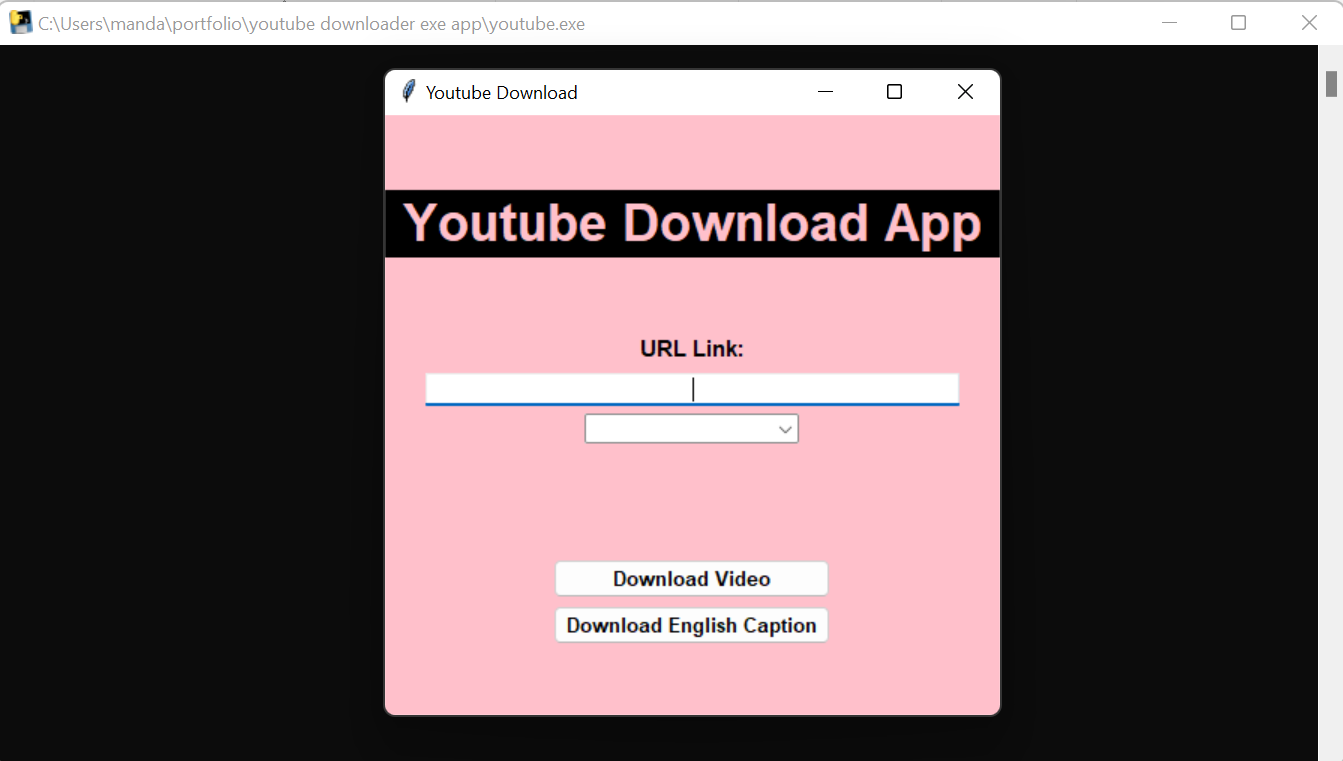 C:\Users\manda\portfolio\youtube downloader exe app\youtube.exe
Youtube Download
Youtube Download App
URL Link:
Download Video
Download English Caption